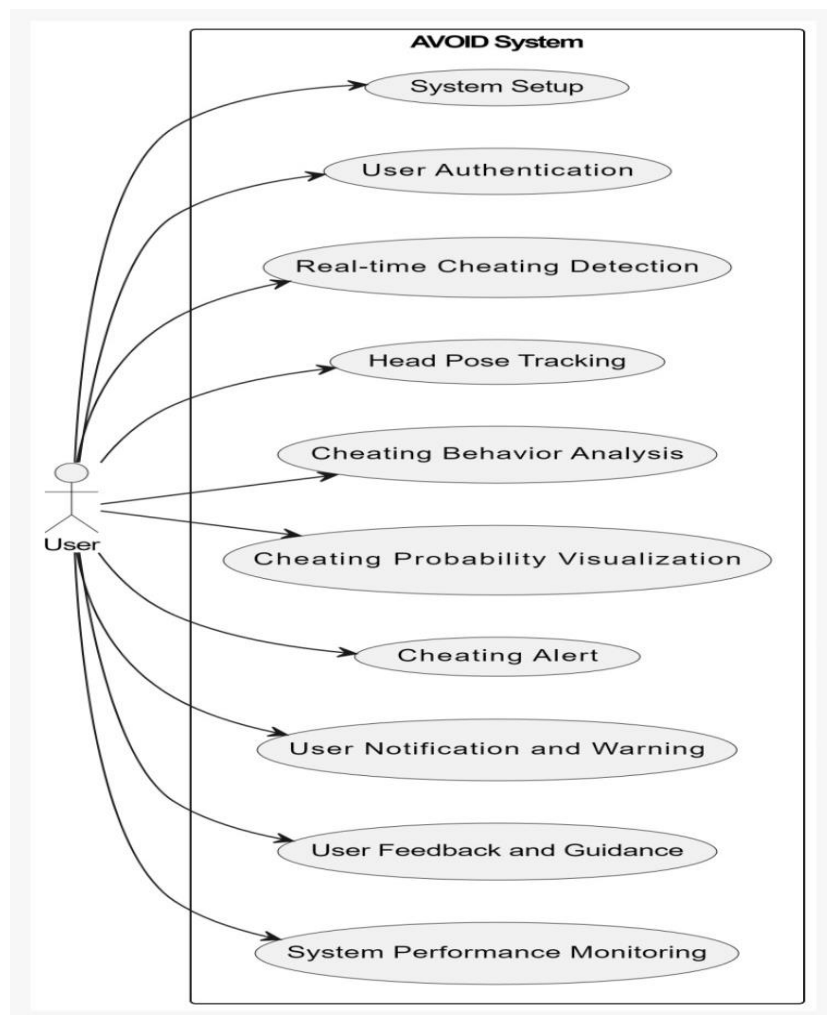 AVOID System
System Setup
User Authentication
Real-time Cheating Detection
Head Pose Tracking
Cheating Behavior Analysis
User
Cheating Probability Visualization
Cheating Alert
User Notification and Warning
User Feedback and Guidance
System Performance Monitoring